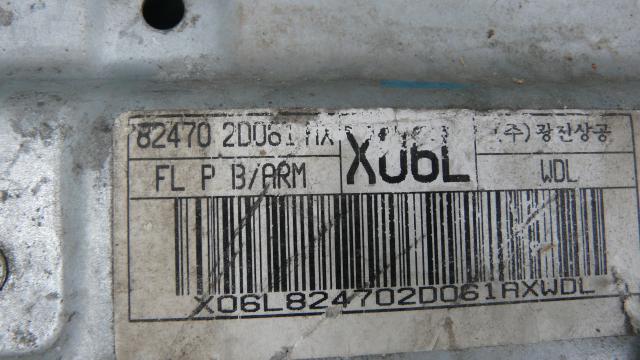 82470 2D061 AX X06L (주)광진상공
FL P B/ARM WDL
X06L824702D061AXWDL